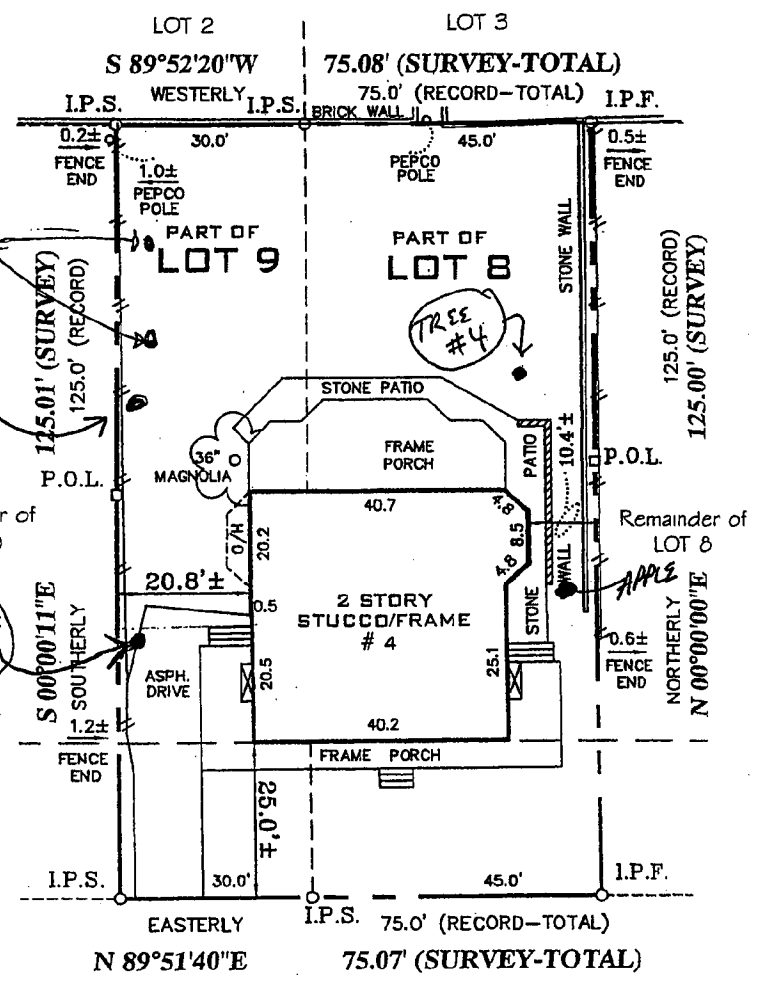 LOT 2
LOT 3
S 89°52'20"W
75.08' (SURVEY-TOTAL)
WESTERLY
75.0' (RECORD-TOTAL)
I.P.S.
I.P.S.
BRICK WALL
I.P.F.
0.2±
FENCE
END
30.0'
1.0±
PEPCO
POLE
PEPCO
POLE
45.0'
0.5±
FENCE
END
PART OF
LOT 9
PART OF
LOT 8
STONE WALL
125.01' (SURVEY)
125.0' (RECORD)
125.0' (RECORD)
125.00' (SURVEY)
TREE
#4
STONE PATIO
36"
MAGNOLIA
FRAME
PORCH
PATIO
10.4'±
P.O.L.
P.O.L.
40.7
4.8
8.5
4.8
O/H
20.2
r of
Remainder of
LOT 8
WALL
APPLE
20.8'±
0.5
2 STORY
STUCCO/FRAME
# 4
STONE
S 00°00'11"E
SOUTHERLY
NORTHERLY
N 00°00'00"E
0.6±
FENCE
END
ASPH.
DRIVE
20.5
25.1
1.2±
FENCE
END
40.2
FRAME PORCH
25.0'±
I.P.S.
30.0'
45.0'
I.P.F.
I.P.S.
EASTERLY
75.0' (RECORD-TOTAL)
N 89°51'40"E
75.07' (SURVEY-TOTAL)